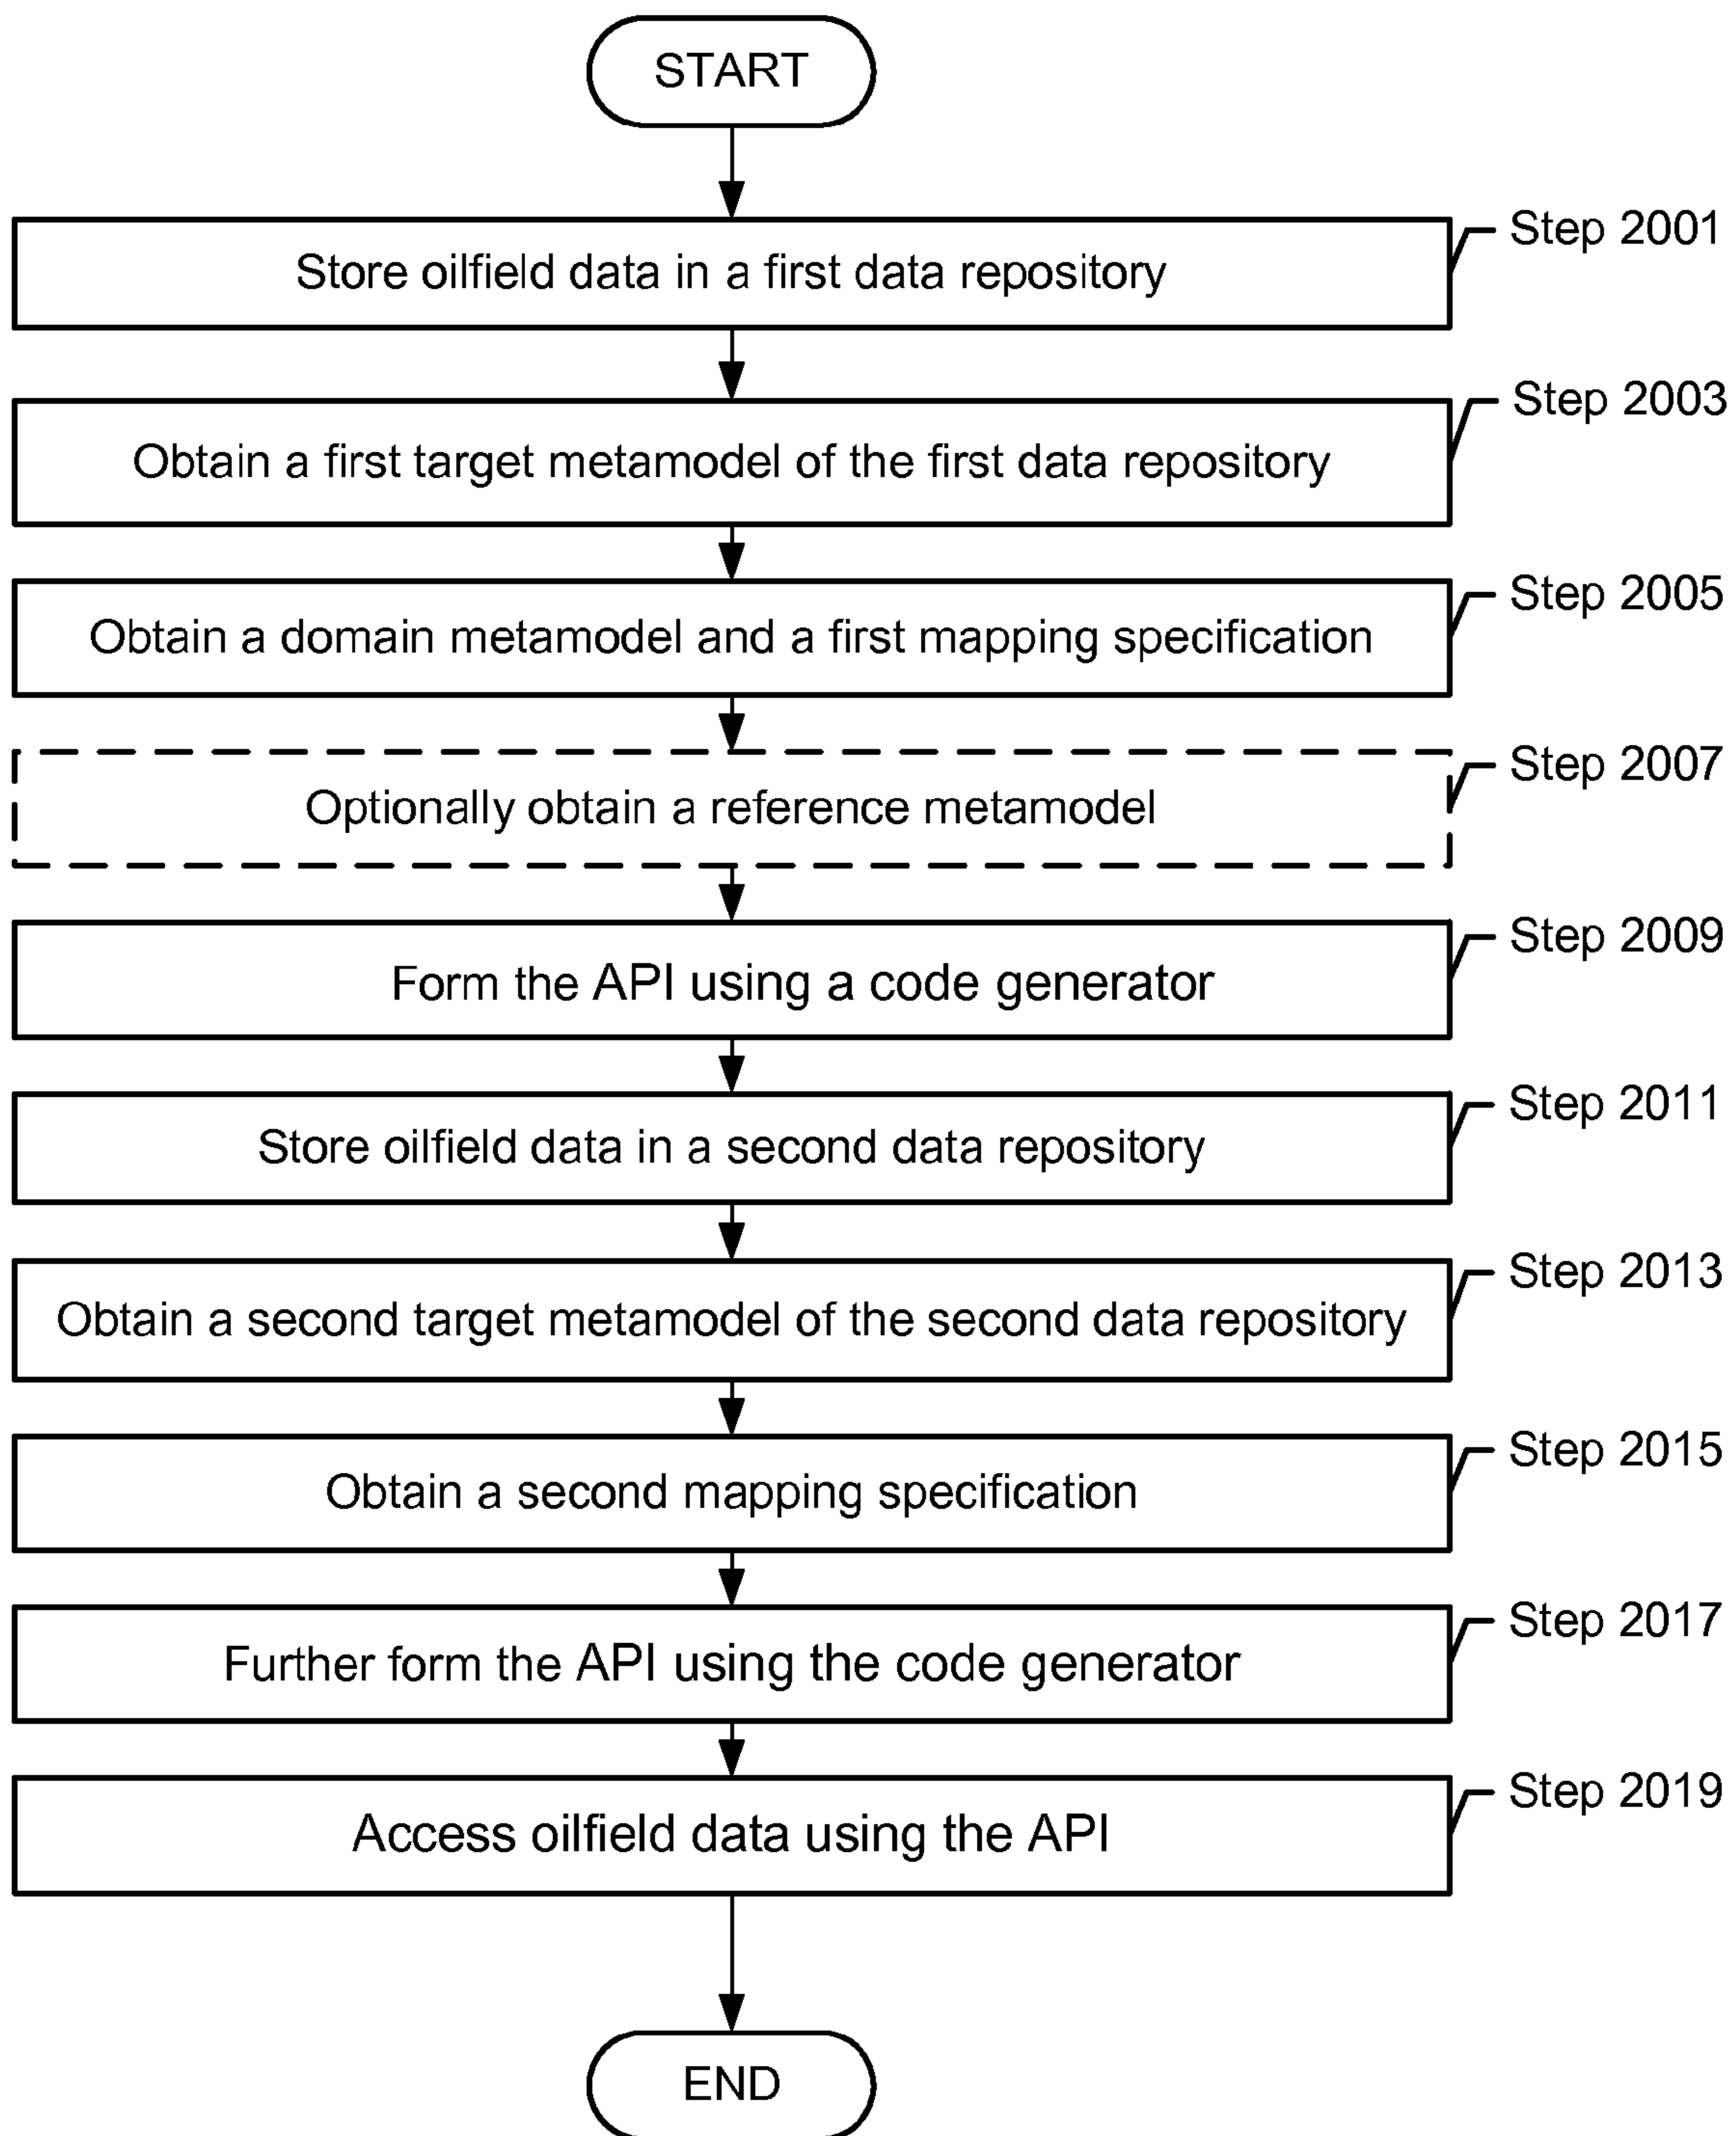 START
Step 2001
Store oilfield data in a first data repository
Step 2003
Obtain a first target metamodel of the first data repository
Step 2005
Obtain a domain metamodel and a first mapping specification
Step 2007
Optionally obtain a reference metamodel
Step 2009
Form the API using a code generator
Step 2011
Store oilfield data in a second data repository
Step 2013
Obtain a second target metamodel of the second data repository
Step 2015
Obtain a second mapping specification
Step 2017
Further form the API using the code generator
Step 2019
Access oilfield data using the API
END